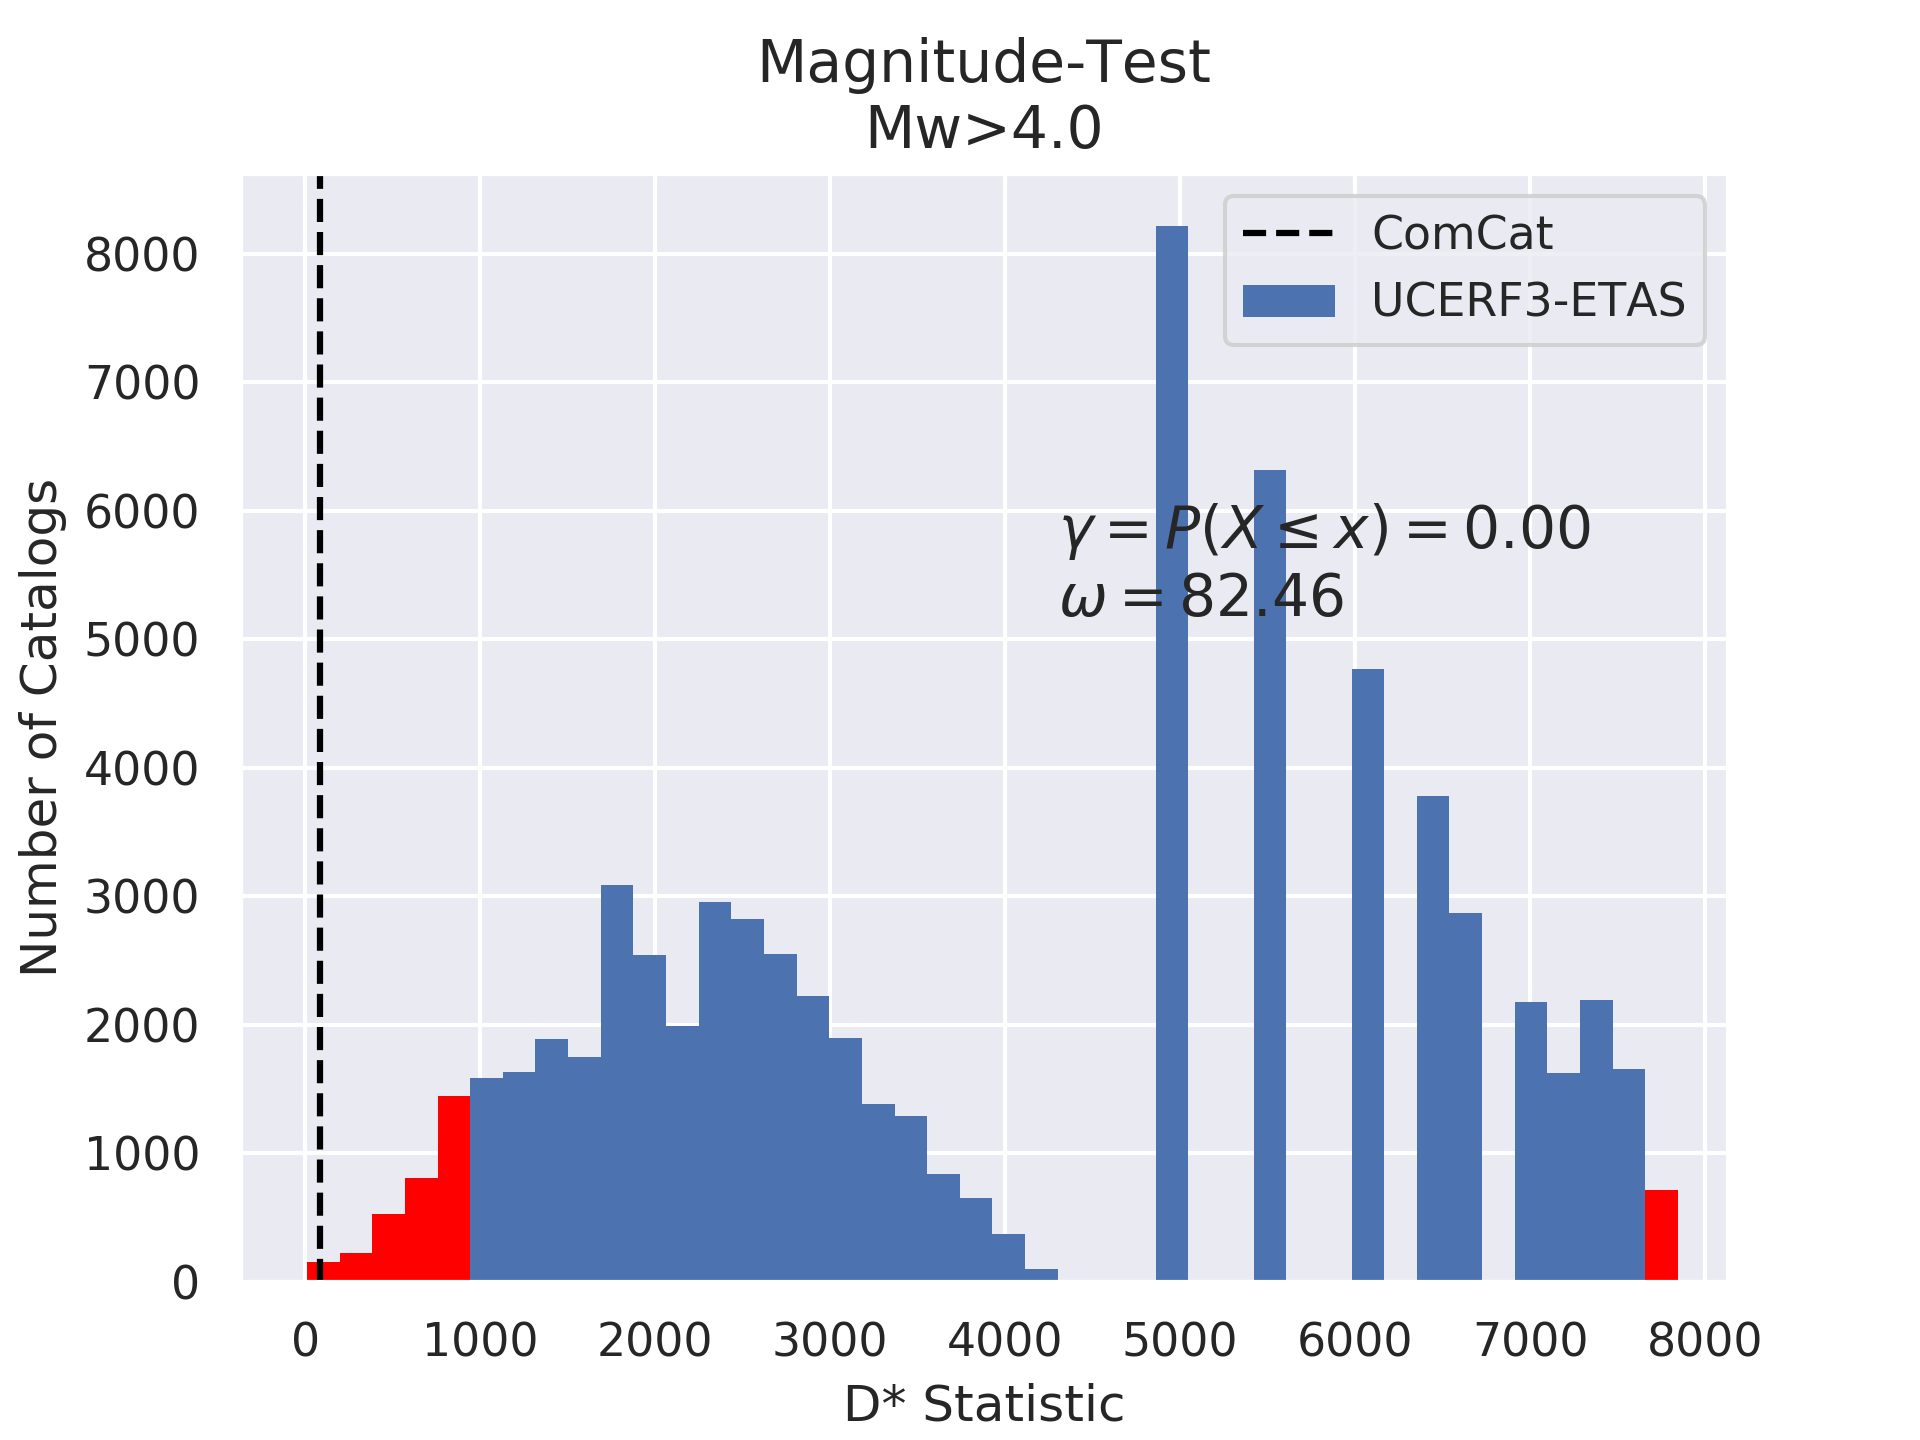 Magnitude-Test
Mw>4.0
ComCat
UCERF3-ETAS
γ = P(X ≤ x) = 0.00
ω = 82.46
Number of Catalogs
8000
7000
6000
5000
4000
3000
2000
1000
0
0 1000 2000 3000 4000 5000 6000 7000 8000
D* Statistic